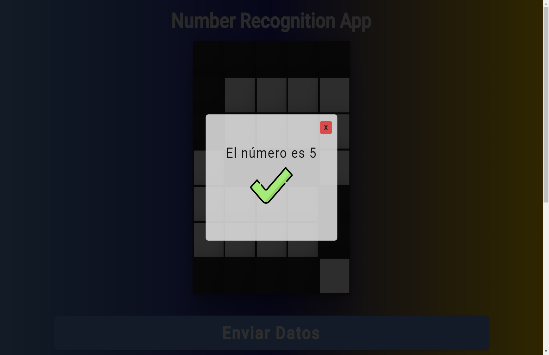 Number Recognition App
x
El número es 5
Enviar Datos